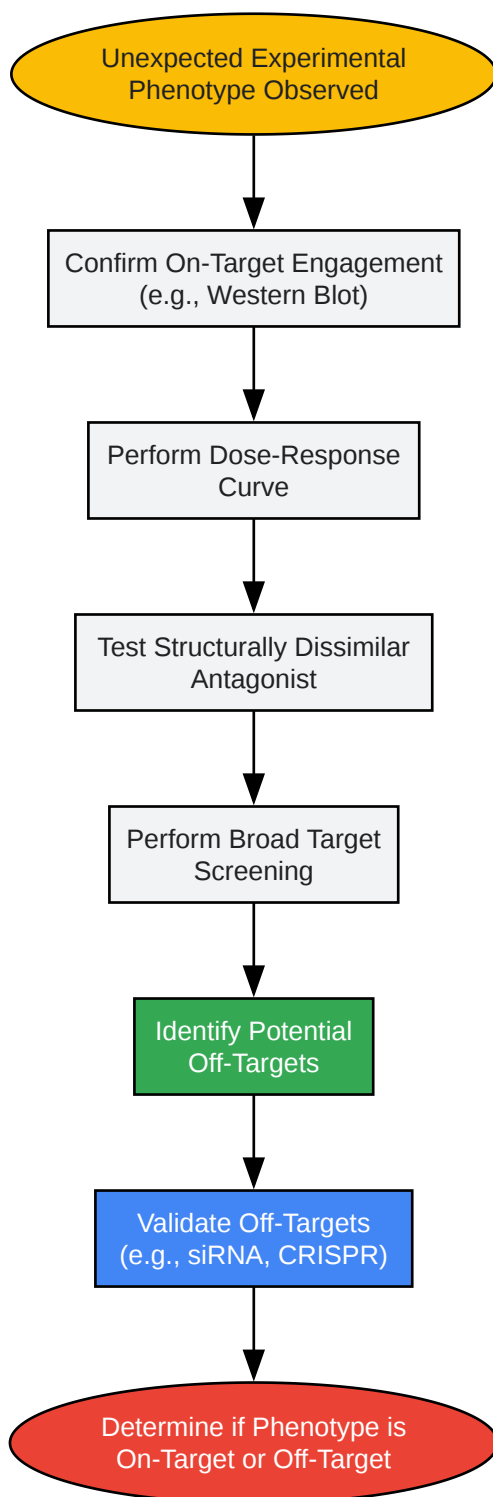 Unexpected Experimental
Phenotype Observed
Confirm On-Target Engagement
(e.g., Western Blot)
Perform Dose-Response
Curve
Test Structurally Dissimilar
Antagonist
Perform Broad Target
Screening
Identify Potential
Off-Targets
Validate Off-Targets
(e.g., siRNA, CRISPR)
Determine if Phenotype is
On-Target or Off-Target